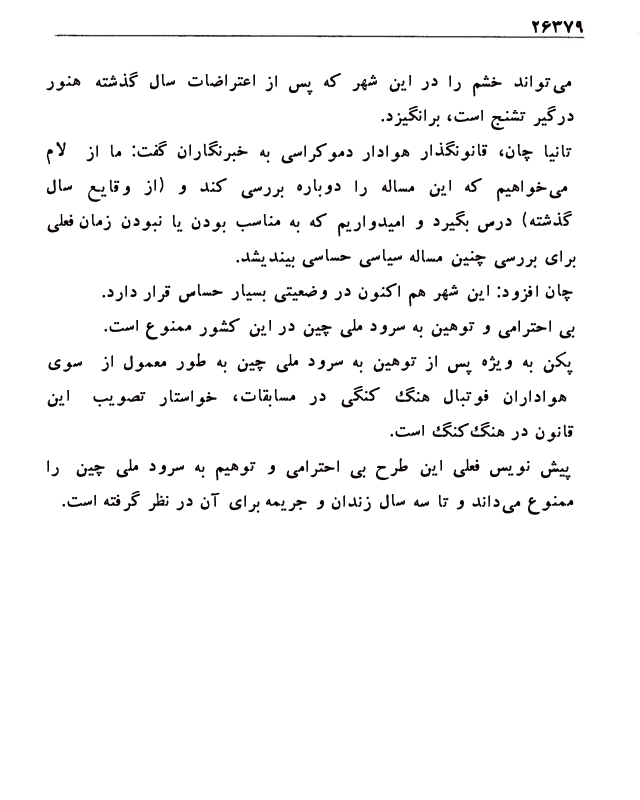 ۲۶۳۷۹
می‌تواند خشم را در این شهر که پس از اعتراضات سال گذشته هنور
درگیر تشنج است، برانگیزد.
تانیا چان، قانونگذار هوادار دموکراسی به خبرنگاران گفت: ما از لام
می‌خواهیم که این مساله را دوباره بررسی کند و (از وقایع سال
گذشته) درس بگیرد و امیدواریم که به مناسب بودن یا نبودن زمان فعلی
برای بررسی چنین مساله سیاسی حساسی بیندیشد.
چان افزود: این شهر هم اکنون در وضعیتی بسیار حساس قرار دارد.
بی احترامی و توهین به سرود ملی چین در این کشور ممنوع است.
پکن به ویژه پس از توهین به سرود ملی چین به طور معمول از سوی
هواداران فوتبال هنگ کنگی در مسابقات، خواستار تصویب این
قانون در هنگ‌کنگ است.
پیش نویس فعلی این طرح بی احترامی و توهیم به سرود ملی چین را
ممنوع می‌داند و تا سه سال زندان و جریمه برای آن در نظر گرفته است.